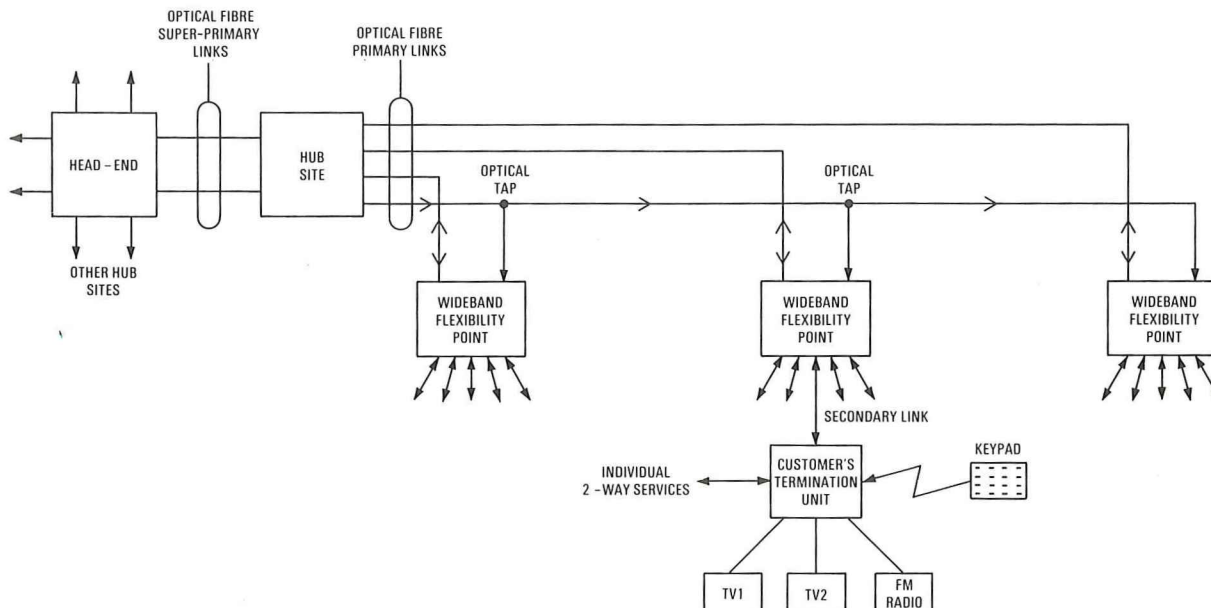 OPTICAL FIBRE
SUPER-PRIMARY
LINKS
OPTICAL FIBRE
PRIMARY LINKS
HEAD-END
HUB
SITE
OPTICAL
TAP
OPTICAL
TAP
OTHER HUB
SITES
WIDEBAND
FLEXIBILITY
POINT
WIDEBAND
FLEXIBILITY
POINT
WIDEBAND
FLEXIBILITY
POINT
SECONDARY LINK
INDIVIDUAL
2-WAY SERVICES
CUSTOMER'S
TERMINATION
UNIT
KEYPAD
TV1
TV2
FM
RADIO